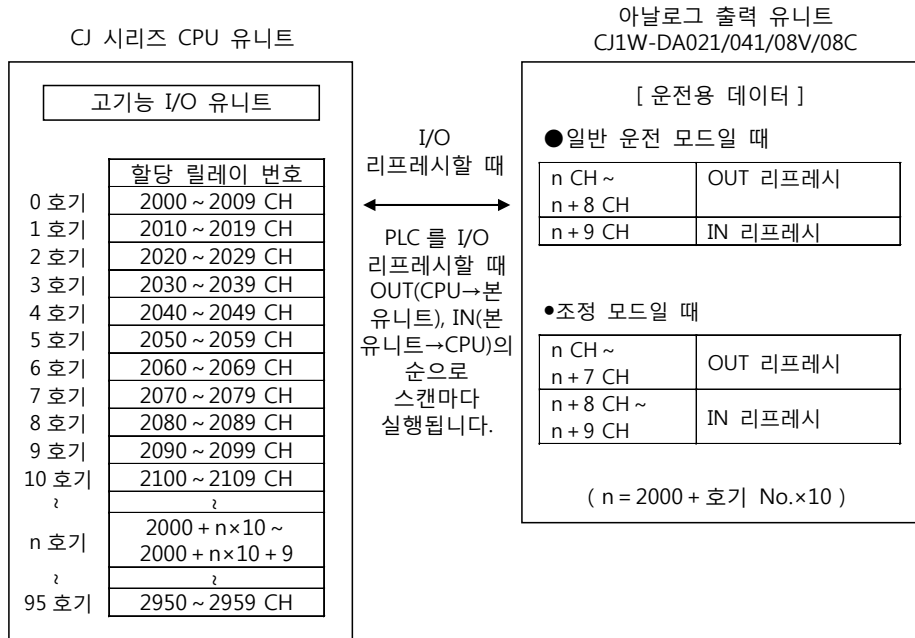 CJ 시리즈 CPU 유니트
고기능 I/O 유니트
할당 릴레이 번호
0 호기 2000 ~ 2009 CH
1 호기 2010 ~ 2019 CH
2 호기 2020 ~ 2029 CH
3 호기 2030 ~ 2039 CH
4 호기 2040 ~ 2049 CH
5 호기 2050 ~ 2059 CH
6 호기 2060 ~ 2069 CH
7 호기 2070 ~ 2079 CH
8 호기 2080 ~ 2089 CH
9 호기 2090 ~ 2099 CH
10 호기 2100 ~ 2109 CH
~ ~
n 호기 2000 + n×10 ~
2000 + n×10 + 9
~ ~
95 호기 2950 ~ 2959 CH
I/O
리프레시할 때
PLC 를 I/O
리프레시할 때
OUT(CPU→본
유니트), IN(본
유니트→CPU)의
순으로
스캔마다
실행됩니다.
아날로그 출력 유니트
CJ1W-DA021/041/08V/08C
[ 운전용 데이터 ]
●일반 운전 모드일 때
n CH ~ OUT 리프레시
n + 8 CH
n + 9 CH IN 리프레시
•조정 모드일 때
n CH ~
n + 7 CH OUT 리프레시
n + 8 CH ~
n + 9 CH IN 리프레시
( n = 2000 + 호기 No.×10 )